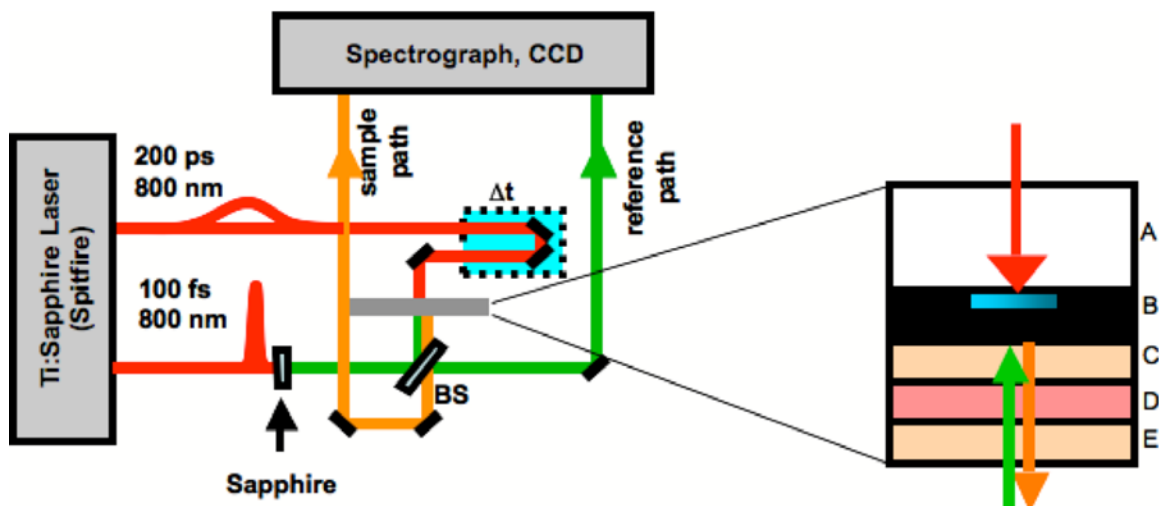 Spectrograph, CCD
Ti:Sapphire Laser
(Spitfire)
200 ps
800 nm
sample
path
Δt
reference
path
100 fs
800 nm
BS
Sapphire
A
B
C
D
E